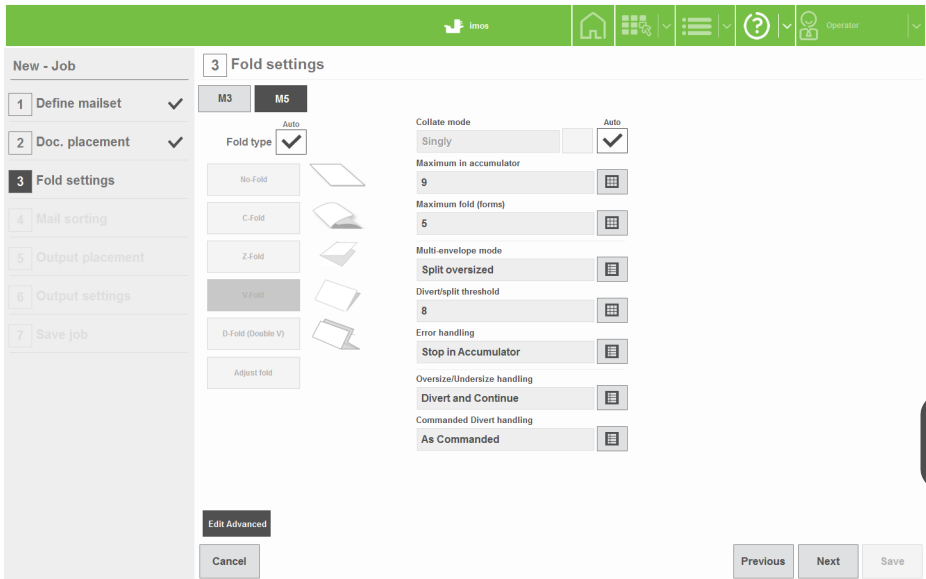 imos
Operator
New - Job
1 Define mailset
2 Doc. placement
3 Fold settings
4 Mail sorting
5 Output placement
6 Output settings
7 Save job
3 Fold settings
M3 M5
Auto
Fold type
No-Fold
C-Fold
Z-Fold
V-Fold
D-Fold (Double V)
Adjust fold
Collate mode Auto
Singly
Maximum in accumulator
9
Maximum fold (forms)
5
Multi-envelope mode
Split oversized
Divert/split threshold
8
Error handling
Stop in Accumulator
Oversize/Undersize handling
Divert and Continue
Commanded Divert handling
As Commanded
Edit Advanced
Cancel Previous Next Save